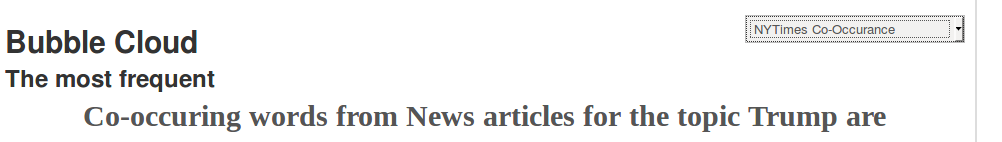 NYTimes Co-Occurance
Bubble Cloud
The most frequent
Co-occuring words from News articles for the topic Trump are